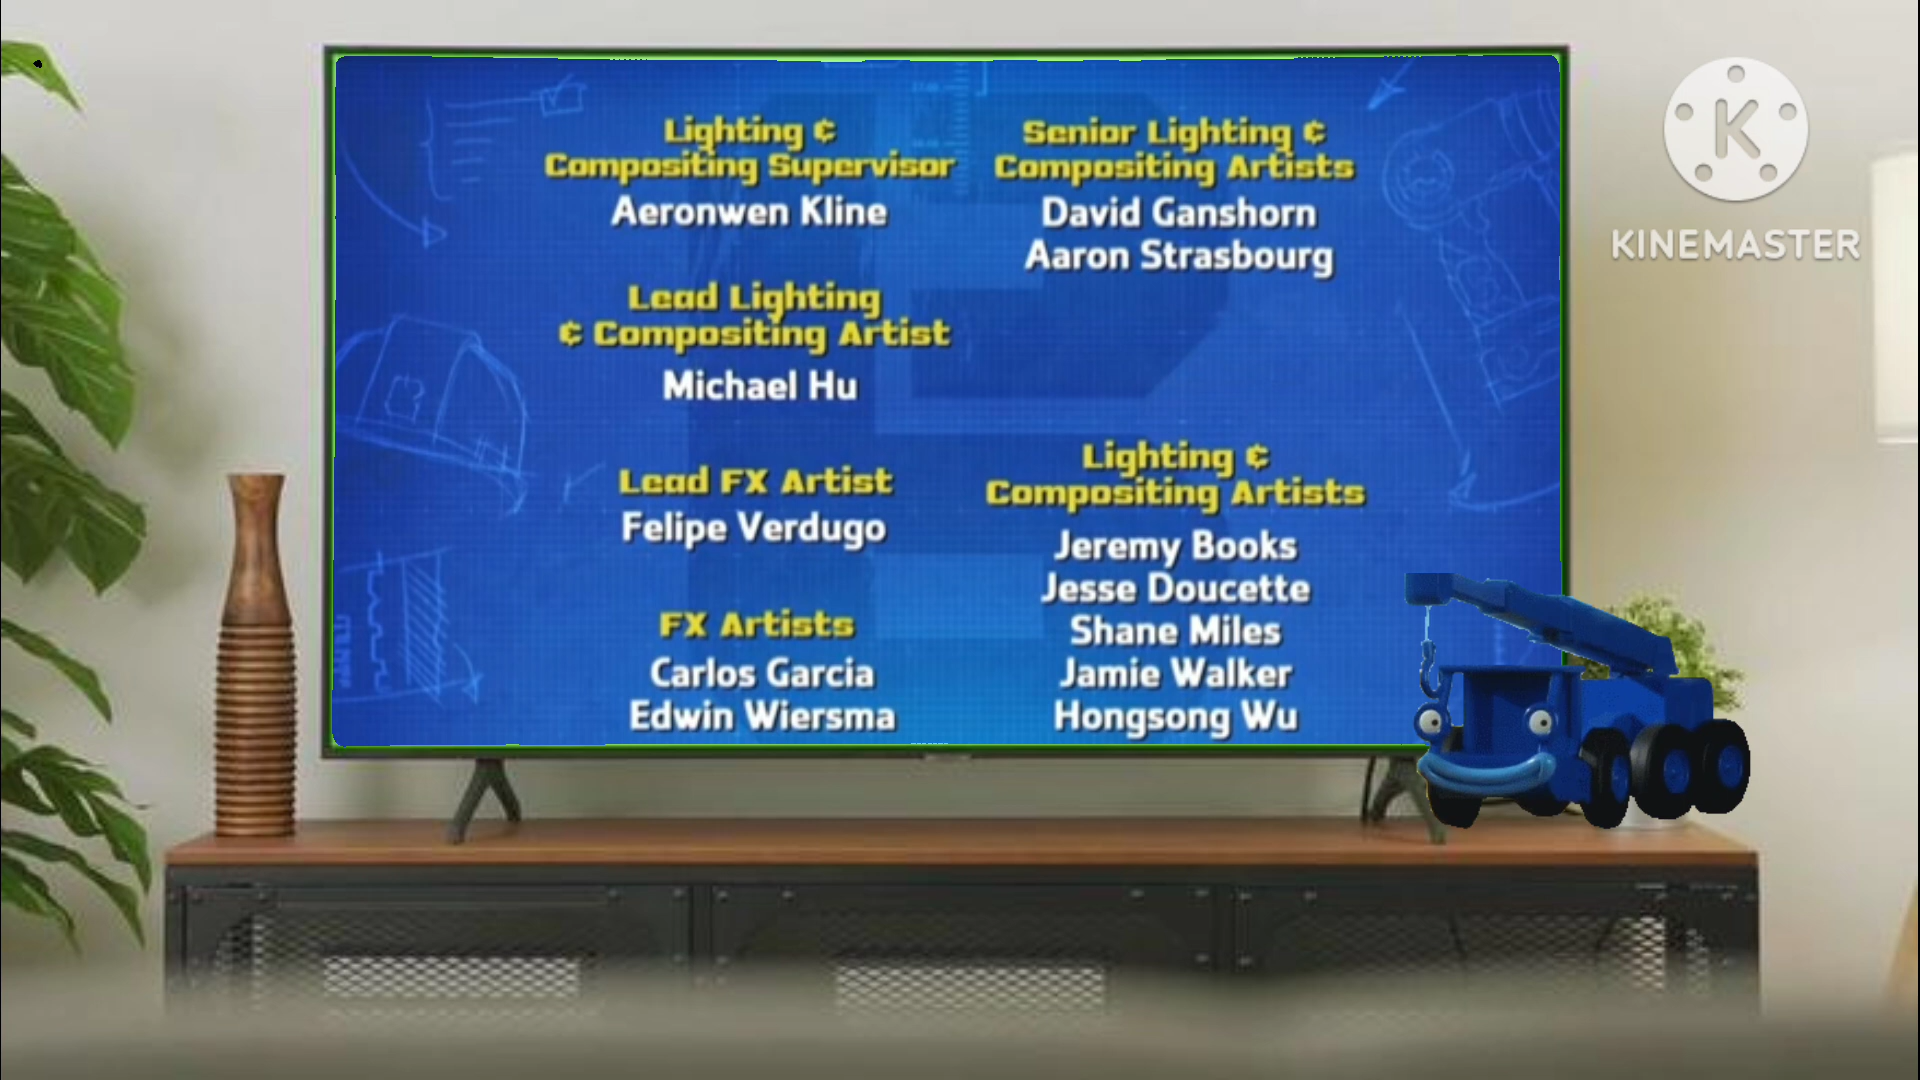 Lighting &
Compositing Supervisor
Aeronwen Kline
Lead Lighting
& Compositing Artist
Michael Hu
Lead FX Artist
Felipe Verdugo
FX Artists
Carlos Garcia
Edwin Wiersma
Senior Lighting &
Compositing Artists
David Ganshorn
Aaron Strasbourg
Lighting &
Compositing Artists
Jeremy Books
Jesse Doucette
Shane Miles
Jamie Walker
Hongsong Wu
K
KINEMASTER